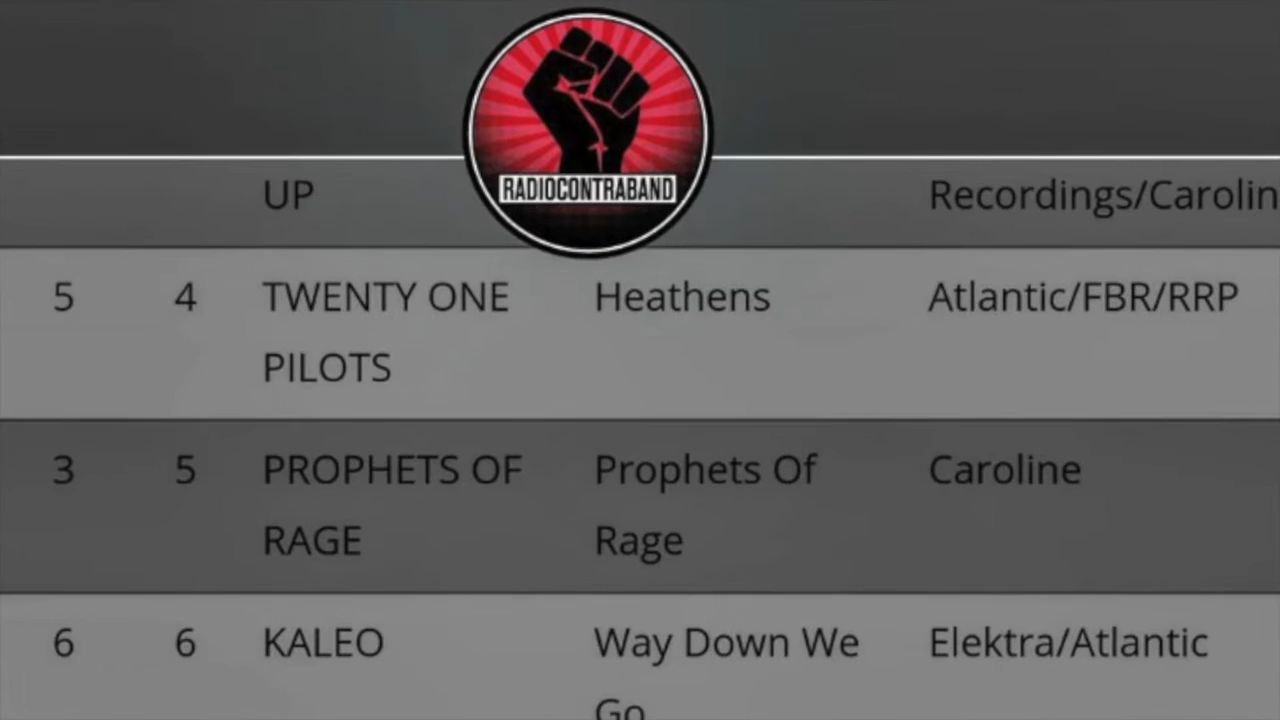 RADIOCONTRABAND
UP Recordings/Carolin
5 4 TWENTY ONE Heathens Atlantic/FBR/RRP
PILOTS
3 5 PROPHETS OF Prophets Of Caroline
RAGE Rage
6 6 KALEO Way Down We Elektra/Atlantic
Go